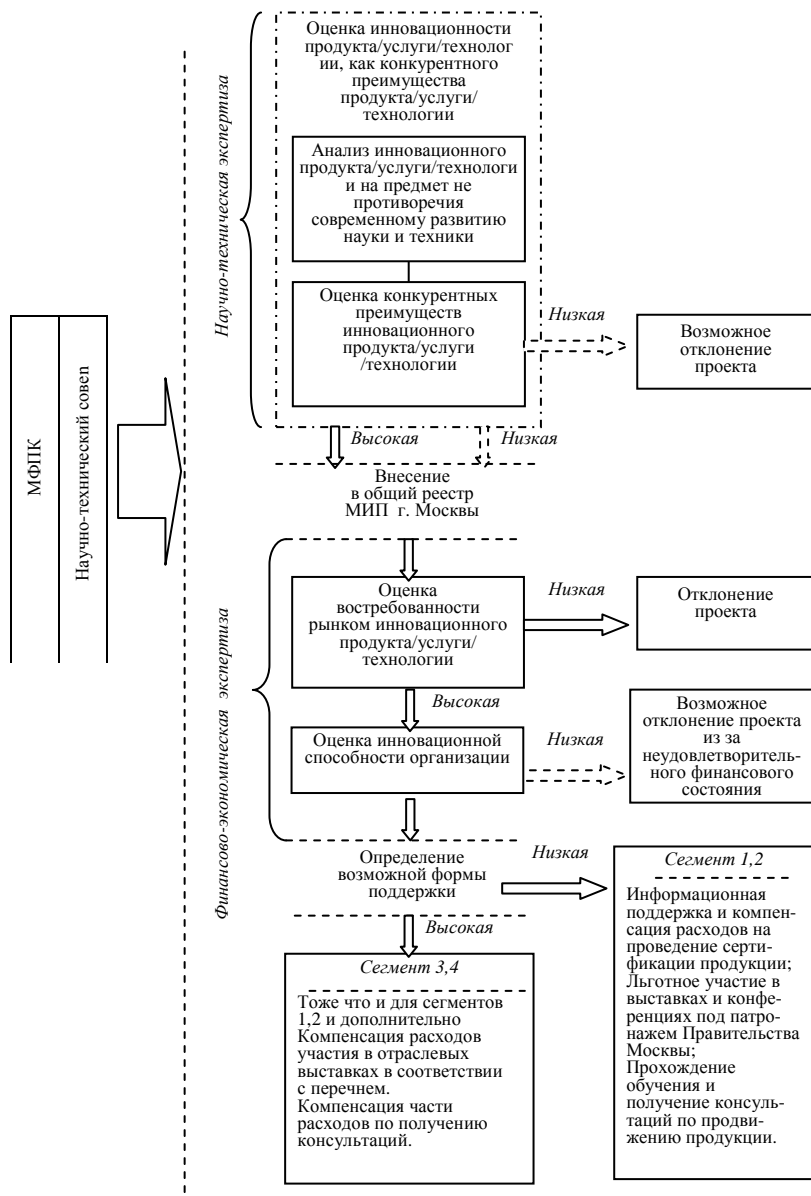 МФПК
Научно-технический совеп
Научно-техническая экспертиза
Оценка инновационности
продукта/услуги/технолог
ии, как конкурентного
преимущества
продукта/услуги/
технологии
Анализ инновационного
продукта/услуги/технологи
и на предмет не
противоречия
современному развитию
науки и техники
Оценка конкурентных
преимуществ
инновационного
продукта/услуги
/технологии
Низкая
Возможное
отклонение
проекта
Высокая
Низкая
Внесение
в общий реестр
МИП г. Москвы
Финансово-экономическая экспертиза
Оценка
востребованности
рынком инновационного
продукта/услуги/
технологии
Низкая
Отклонение
проекта
Высокая
Оценка инновационной
способности организации
Низкая
Возможное
отклонение проекта
из за
неудовлетворитель-
ного финансового
состояния
Определение
возможной формы
поддержки
Низкая
Сегмент 1,2
Информационная
поддержка и компен-
сация расходов на
проведение серти-
фикации продукции;
Льготное участие в
выставках и конфе-
ренциях под патро-
нажем Правительства
Москвы;
Прохождение
обучения и
получение консуль-
таций по продви-
жению продукции.
Высокая
Сегмент 3,4
Тоже что и для сегментов
1,2 и дополнительно
Компенсация расходов
участия в отраслевых
выставках в соответствии
с перечнем.
Компенсация части
расходов по получению
консультаций.